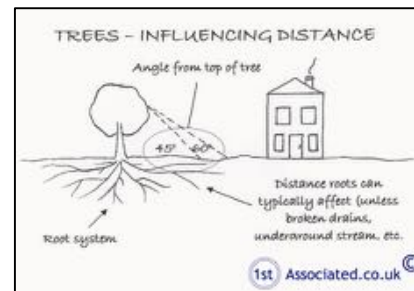 TREES – INFLUENCING DISTANCE
Angle from top of tree
45° 60°
Root system
Distance roots can
typically affect (unless
broken drains,
underground stream, etc.
1st Associated.co.uk ©